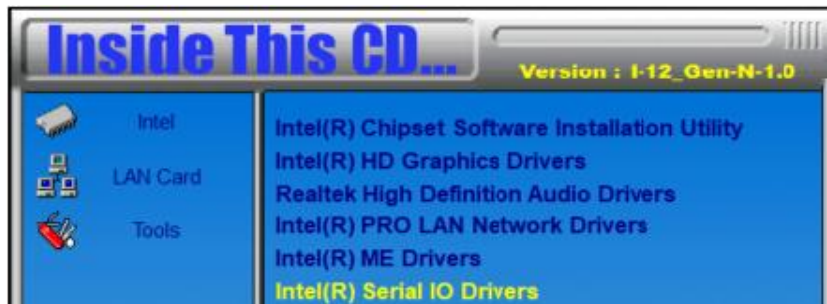 Inside This CD...
Version : I-12_Gen-N-1.0
Intel
LAN Card
Tools
Intel(R) Chipset Software Installation Utility
Intel(R) HD Graphics Drivers
Realtek High Definition Audio Drivers
Intel(R) PRO LAN Network Drivers
Intel(R) ME Drivers
Intel(R) Serial IO Drivers